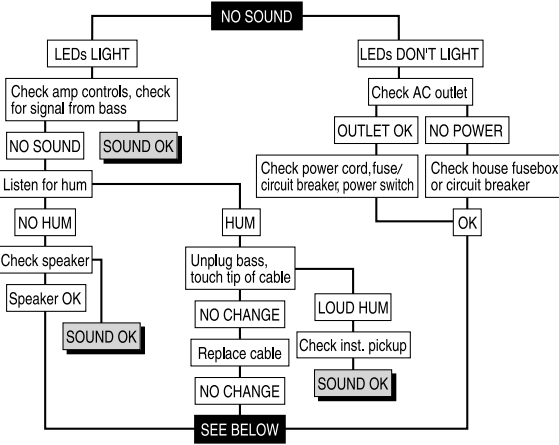 NO SOUND
LEDs LIGHT
LEDs DON'T LIGHT
Check amp controls, check
for signal from bass
Check AC outlet
NO SOUND
SOUND OK
OUTLET OK
NO POWER
Listen for hum
Check power cord,fuse/
circuit breaker, power switch
Check house fusebox
or circuit breaker
NO HUM
HUM
OK
Check speaker
Unplug bass,
touch tip of cable
Speaker OK
NO CHANGE
LOUD HUM
SOUND OK
Replace cable
Check inst. pickup
NO CHANGE
SOUND OK
SEE BELOW